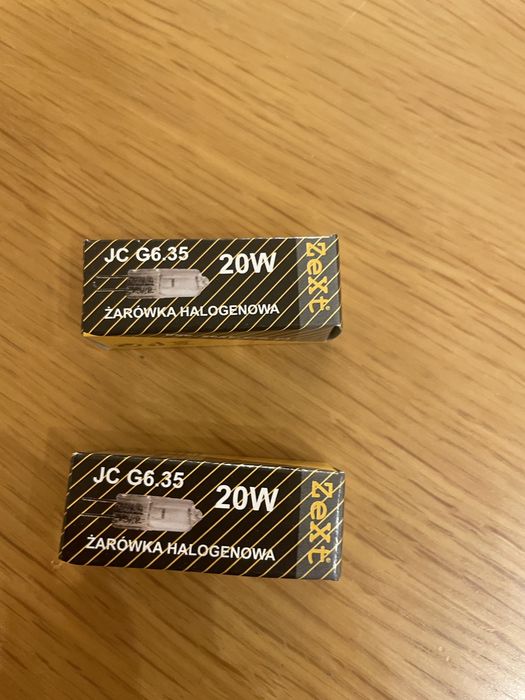 JC G6.35
20W
ŻARÓWKA HALOGENOWA
ZeXt
JC G6.35
20W
ŻARÓWKA HALOGENOWA
ZeXt